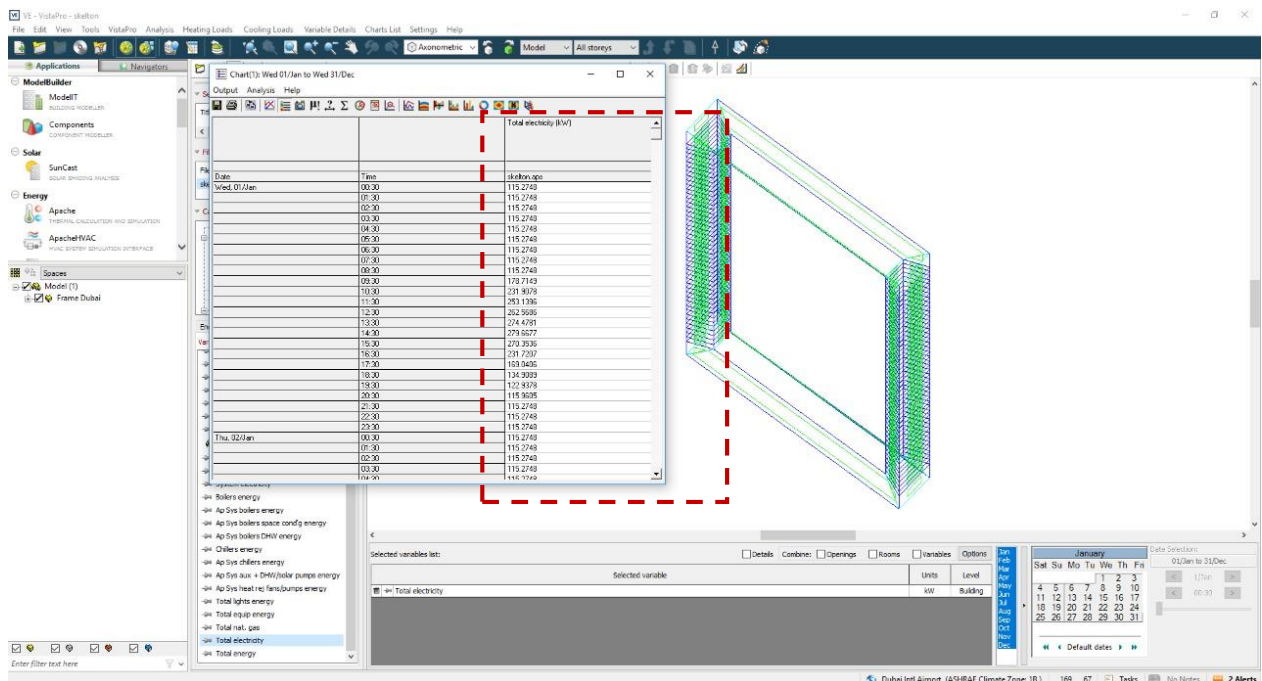 VE - VistaPro - skelton
File Edit View Tools VistaPro Analysis Heating Loads Cooling Loads Variable Details Charts List Settings Help
Axonometric
Model
All storeys
Applications
Navigators
ModelBuilder
ModelIT
BUILDING MODELLER
Components
COMPONENT MODELLER
Solar
SunCast
SOLAR SHADING ANALYSIS
Energy
Apache
THERMAL CALCULATION AND SIMULATION
ApacheHVAC
HVAC SYSTEM SIMULATION INTERFACE
Spaces
Model (1)
Frame Dubai
Enter filter text here
Chart(1): Wed 01/Jan to Wed 31/Dec
Output Analysis Help
Total electricity (kW)
Date Time skelton.aps
Wed, 01/Jan 00:30 115.2748
01:30 115.2748
02:30 115.2748
03:30 115.2748
04:30 115.2748
05:30 115.2748
06:30 115.2748
07:30 115.2748
08:30 115.2748
09:30 178.7149
10:30 231.9078
11:30 253.1396
12:30 262.5686
13:30 274.4781
14:30 279.6677
15:30 270.3536
16:30 231.7207
17:30 169.0406
18:30 134.9089
19:30 122.9378
20:30 115.9605
21:30 115.2748
22:30 115.2748
23:30 115.2748
Thu, 02/Jan 00:30 115.2748
01:30 115.2748
02:30 115.2748
03:30 115.2748
04:30 115.2748
System electricity
Boilers energy
Ap Sys boilers energy
Ap Sys boilers space cond'g energy
Ap Sys boilers DHW energy
Chillers energy
Ap Sys chillers energy
Ap Sys aux + DHW/solar pumps energy
Ap Sys heat rej fans/pumps energy
Total lights energy
Total equip energy
Total nat. gas
Total electricity
Total energy
Selected variables list:
Details Combine: Openings Rooms Variables Options
Selected variable Units Level
Total electricity kW Building
Jan
Feb
Mar
Apr
May
Jun
Jul
Aug
Sep
Oct
Nov
Dec
January
Sat Su Mo Tu We Th Fri
1 2 3
4 5 6 7 8 9 10
11 12 13 14 15 16 17
18 19 20 21 22 23 24
25 26 27 28 29 30 31
Default dates
Date Selection:
01/Jan to 31/Dec
< 1/Jan >
< 00:30 >
Dubai Intl Airport (ASHRAE Climate Zone: 1B) 169 67 Tasks No Notes 2 Alerts